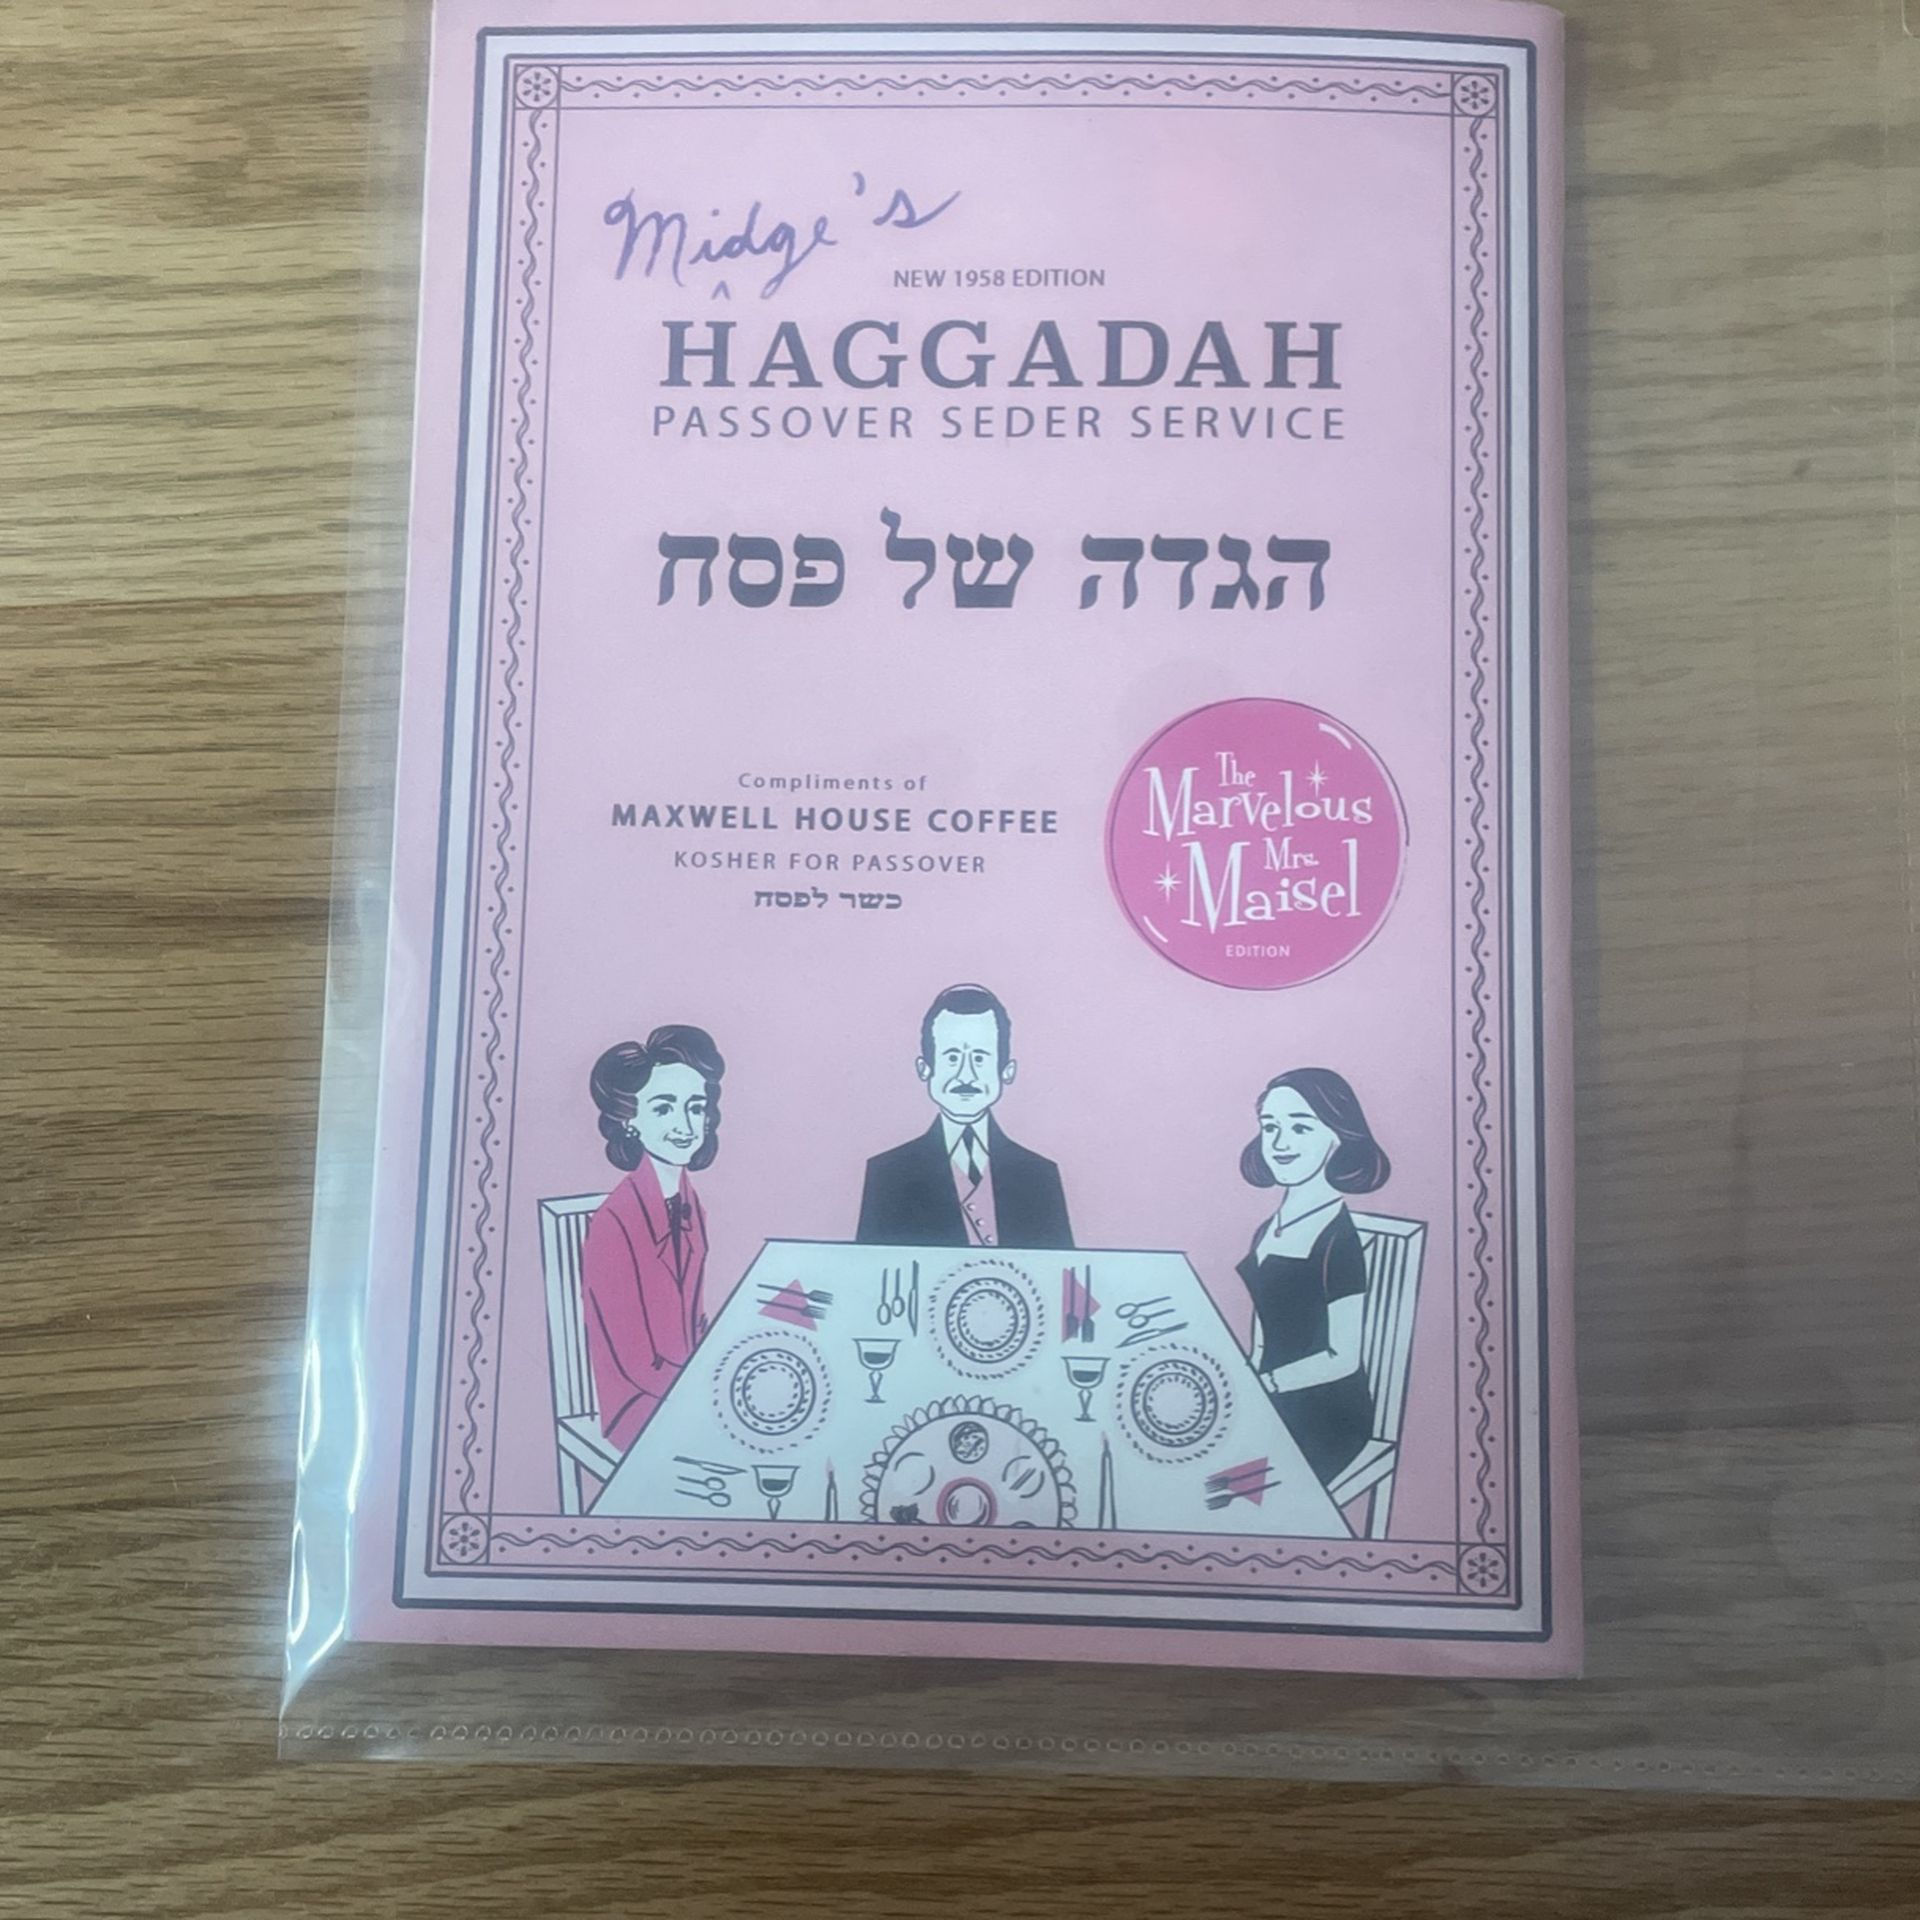 Midge's
^
NEW 1958 EDITION
HAGGADAH
PASSOVER SEDER SERVICE
הגדה של פסח
Compliments of
MAXWELL HOUSE COFFEE
KOSHER FOR PASSOVER
כשר לפסח
The
Marvelous
Mrs.
Maisel
EDITION